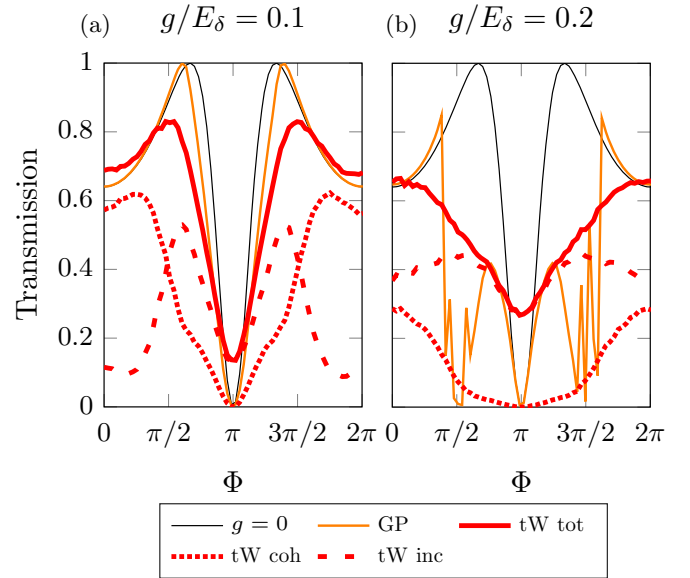 (a) g/E_δ = 0.1 (b) g/E_δ = 0.2
Transmission
1
0.8
0.6
0.4
0.2
0
0 π/2 π 3π/2 2π 0 π/2 π 3π/2 2π
Φ Φ
g = 0 GP tW tot
tW coh tW inc